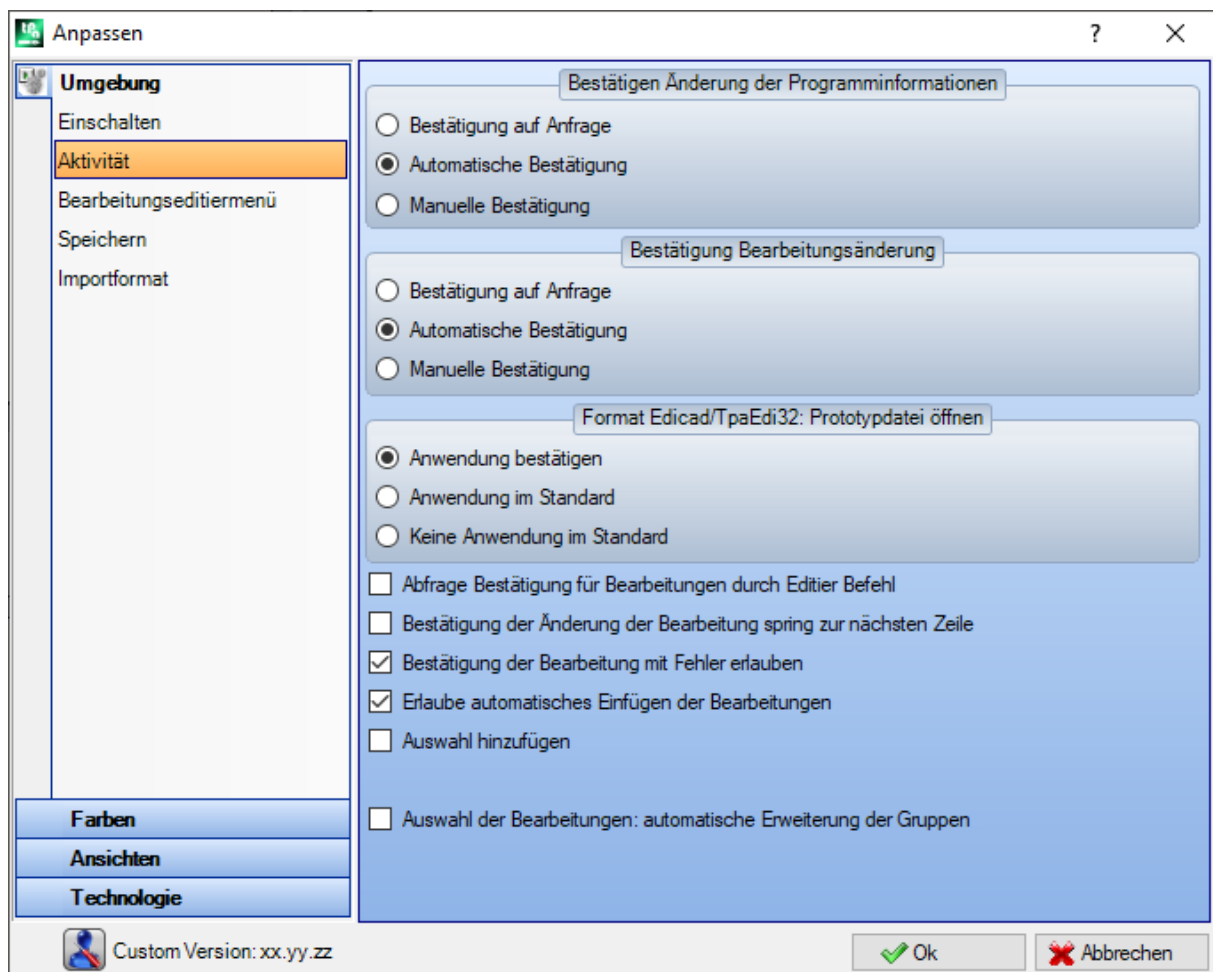 Anpassen
?
Umgebung
Einschalten
Aktivität
Bearbeitungseditiermenü
Speichern
Importformat
Farben
Ansichten
Technologie
Bestätigen Änderung der Programminformationen
Bestätigung auf Anfrage
Automatische Bestätigung
Manuelle Bestätigung
Bestätigung Bearbeitungsänderung
Bestätigung auf Anfrage
Automatische Bestätigung
Manuelle Bestätigung
Format Edicad/TpaEdi32: Prototypdatei öffnen
Anwendung bestätigen
Anwendung im Standard
Keine Anwendung im Standard
Abfrage Bestätigung für Bearbeitungen durch Editier Befehl
Bestätigung der Änderung der Bearbeitung spring zur nächsten Zeile
Bestätigung der Bearbeitung mit Fehler erlauben
Erlaube automatisches Einfügen der Bearbeitungen
Auswahl hinzufügen
Auswahl der Bearbeitungen: automatische Erweiterung der Gruppen
Custom Version: xx.yy.zz
Ok
Abbrechen